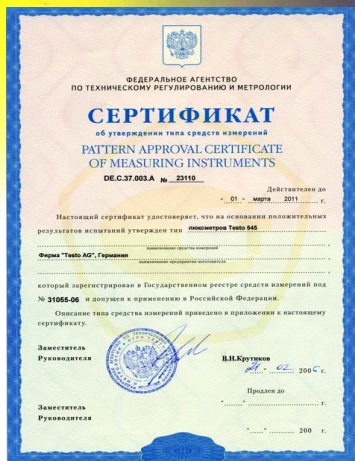 ФЕДЕРАЛЬНОЕ АГЕНТСТВО
ПО ТЕХНИЧЕСКОМУ РЕГУЛИРОВАНИЮ И МЕТРОЛОГИИ
СЕРТИФИКАТ
об утверждении типа средств измерений
PATTERN APPROVAL CERTIFICATE
OF MEASURING INSTRUMENTS
DE.C.37.003.A № 23110
Действителен до
" 01 " марта 2011 г.
Настоящий сертификат удостоверяет, что на основании положительных
результатов испытаний утвержден тип люксметров Testo 545
наименование средства измерений
Фирма "Testo AG", Германия
наименование предприятия-изготовителя
который зарегистрирован в Государственном реестре средств измерений под
№ 31055-06 и допущен к применению в Российской Федерации.
Описание типа средства измерений приведено в приложении к настоящему
сертификату.
Заместитель
Руководителя
В.Н.Крутиков
02 2006 г.
Продлен до
" " г.
Заместитель
Руководителя
" " 200 г.